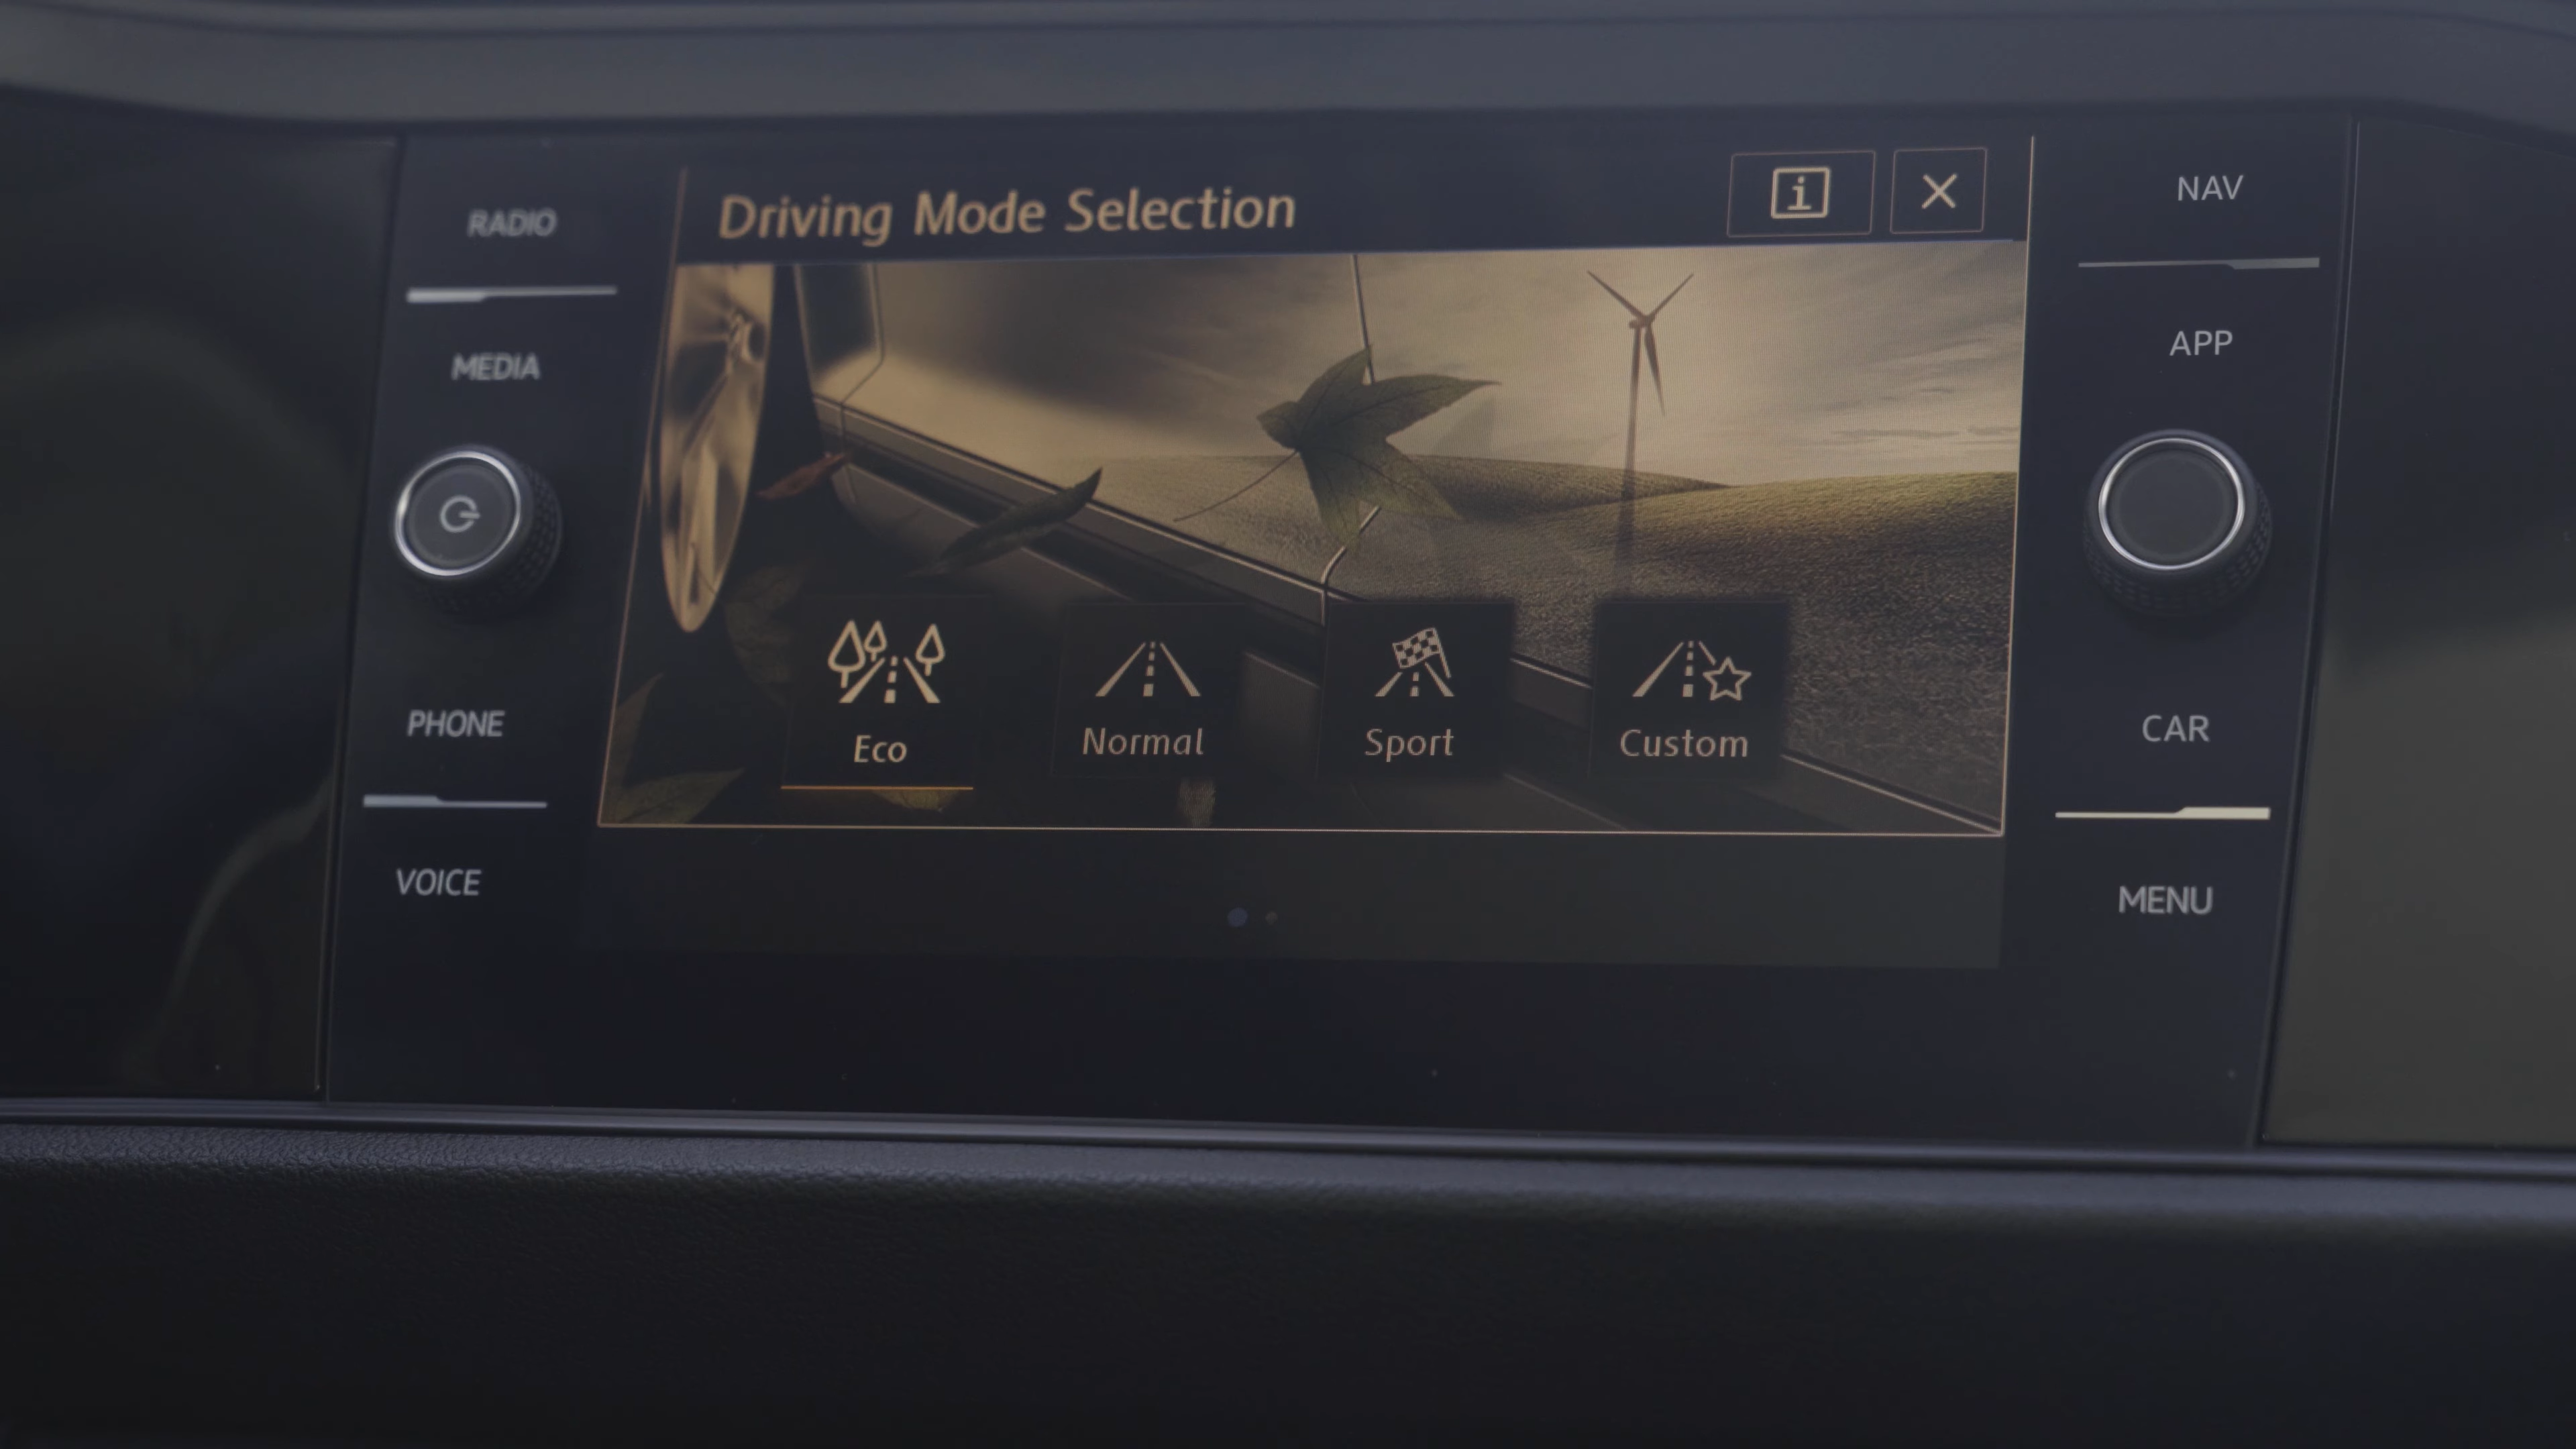 RADIO
MEDIA
PHONE
VOICE
Driving Mode Selection
i
Eco
Normal
Sport
Custom
NAV
APP
CAR
MENU